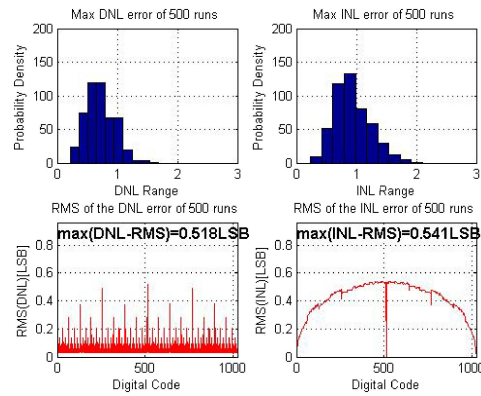 Max DNL error of 500 runs
Max INL error of 500 runs
Probability Density
200
150
100
50
0
0 1 2 3
DNL Range
Probability Density
200
150
100
50
0
0 1 2 3
INL Range
RMS of the DNL error of 500 runs
RMS of the INL error of 500 runs
max(DNL-RMS)=0.518LSB
RMS(DNL)[LSB]
0.8
0.6
0.4
0.2
0
0 500 1000
Digital Code
max(INL-RMS)=0.541LSB
RMS(INL)[LSB]
0.8
0.6
0.4
0.2
0
0 500 1000
Digital Code